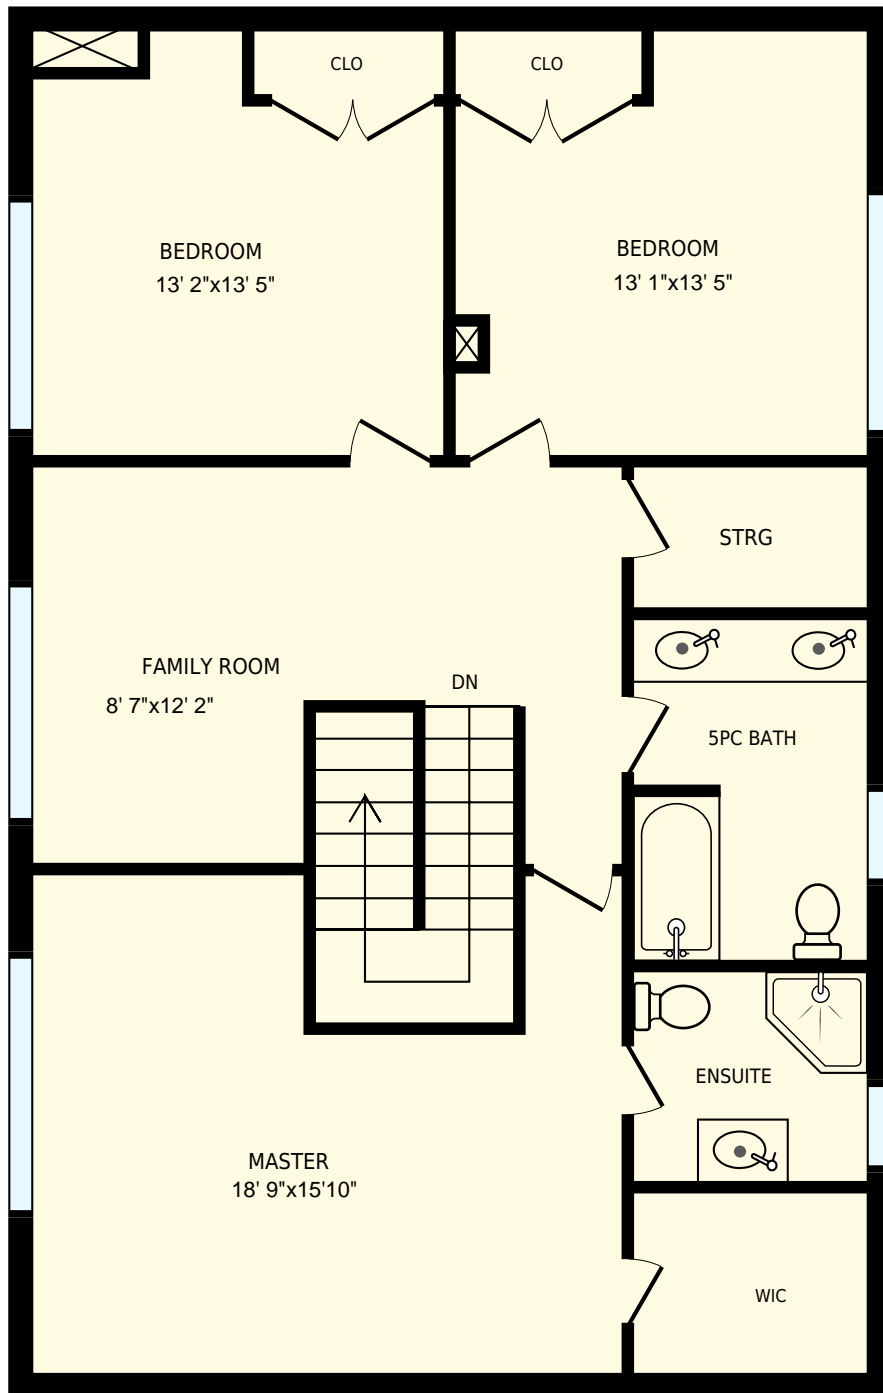 CLO
CLO
BEDROOM
13' 2"x13' 5"
BEDROOM
13' 1"x13' 5"
STRG
FAMILY ROOM
8' 7"x12' 2"
DN
5PC BATH
ENSUITE
MASTER
18' 9"x15'10"
WIC